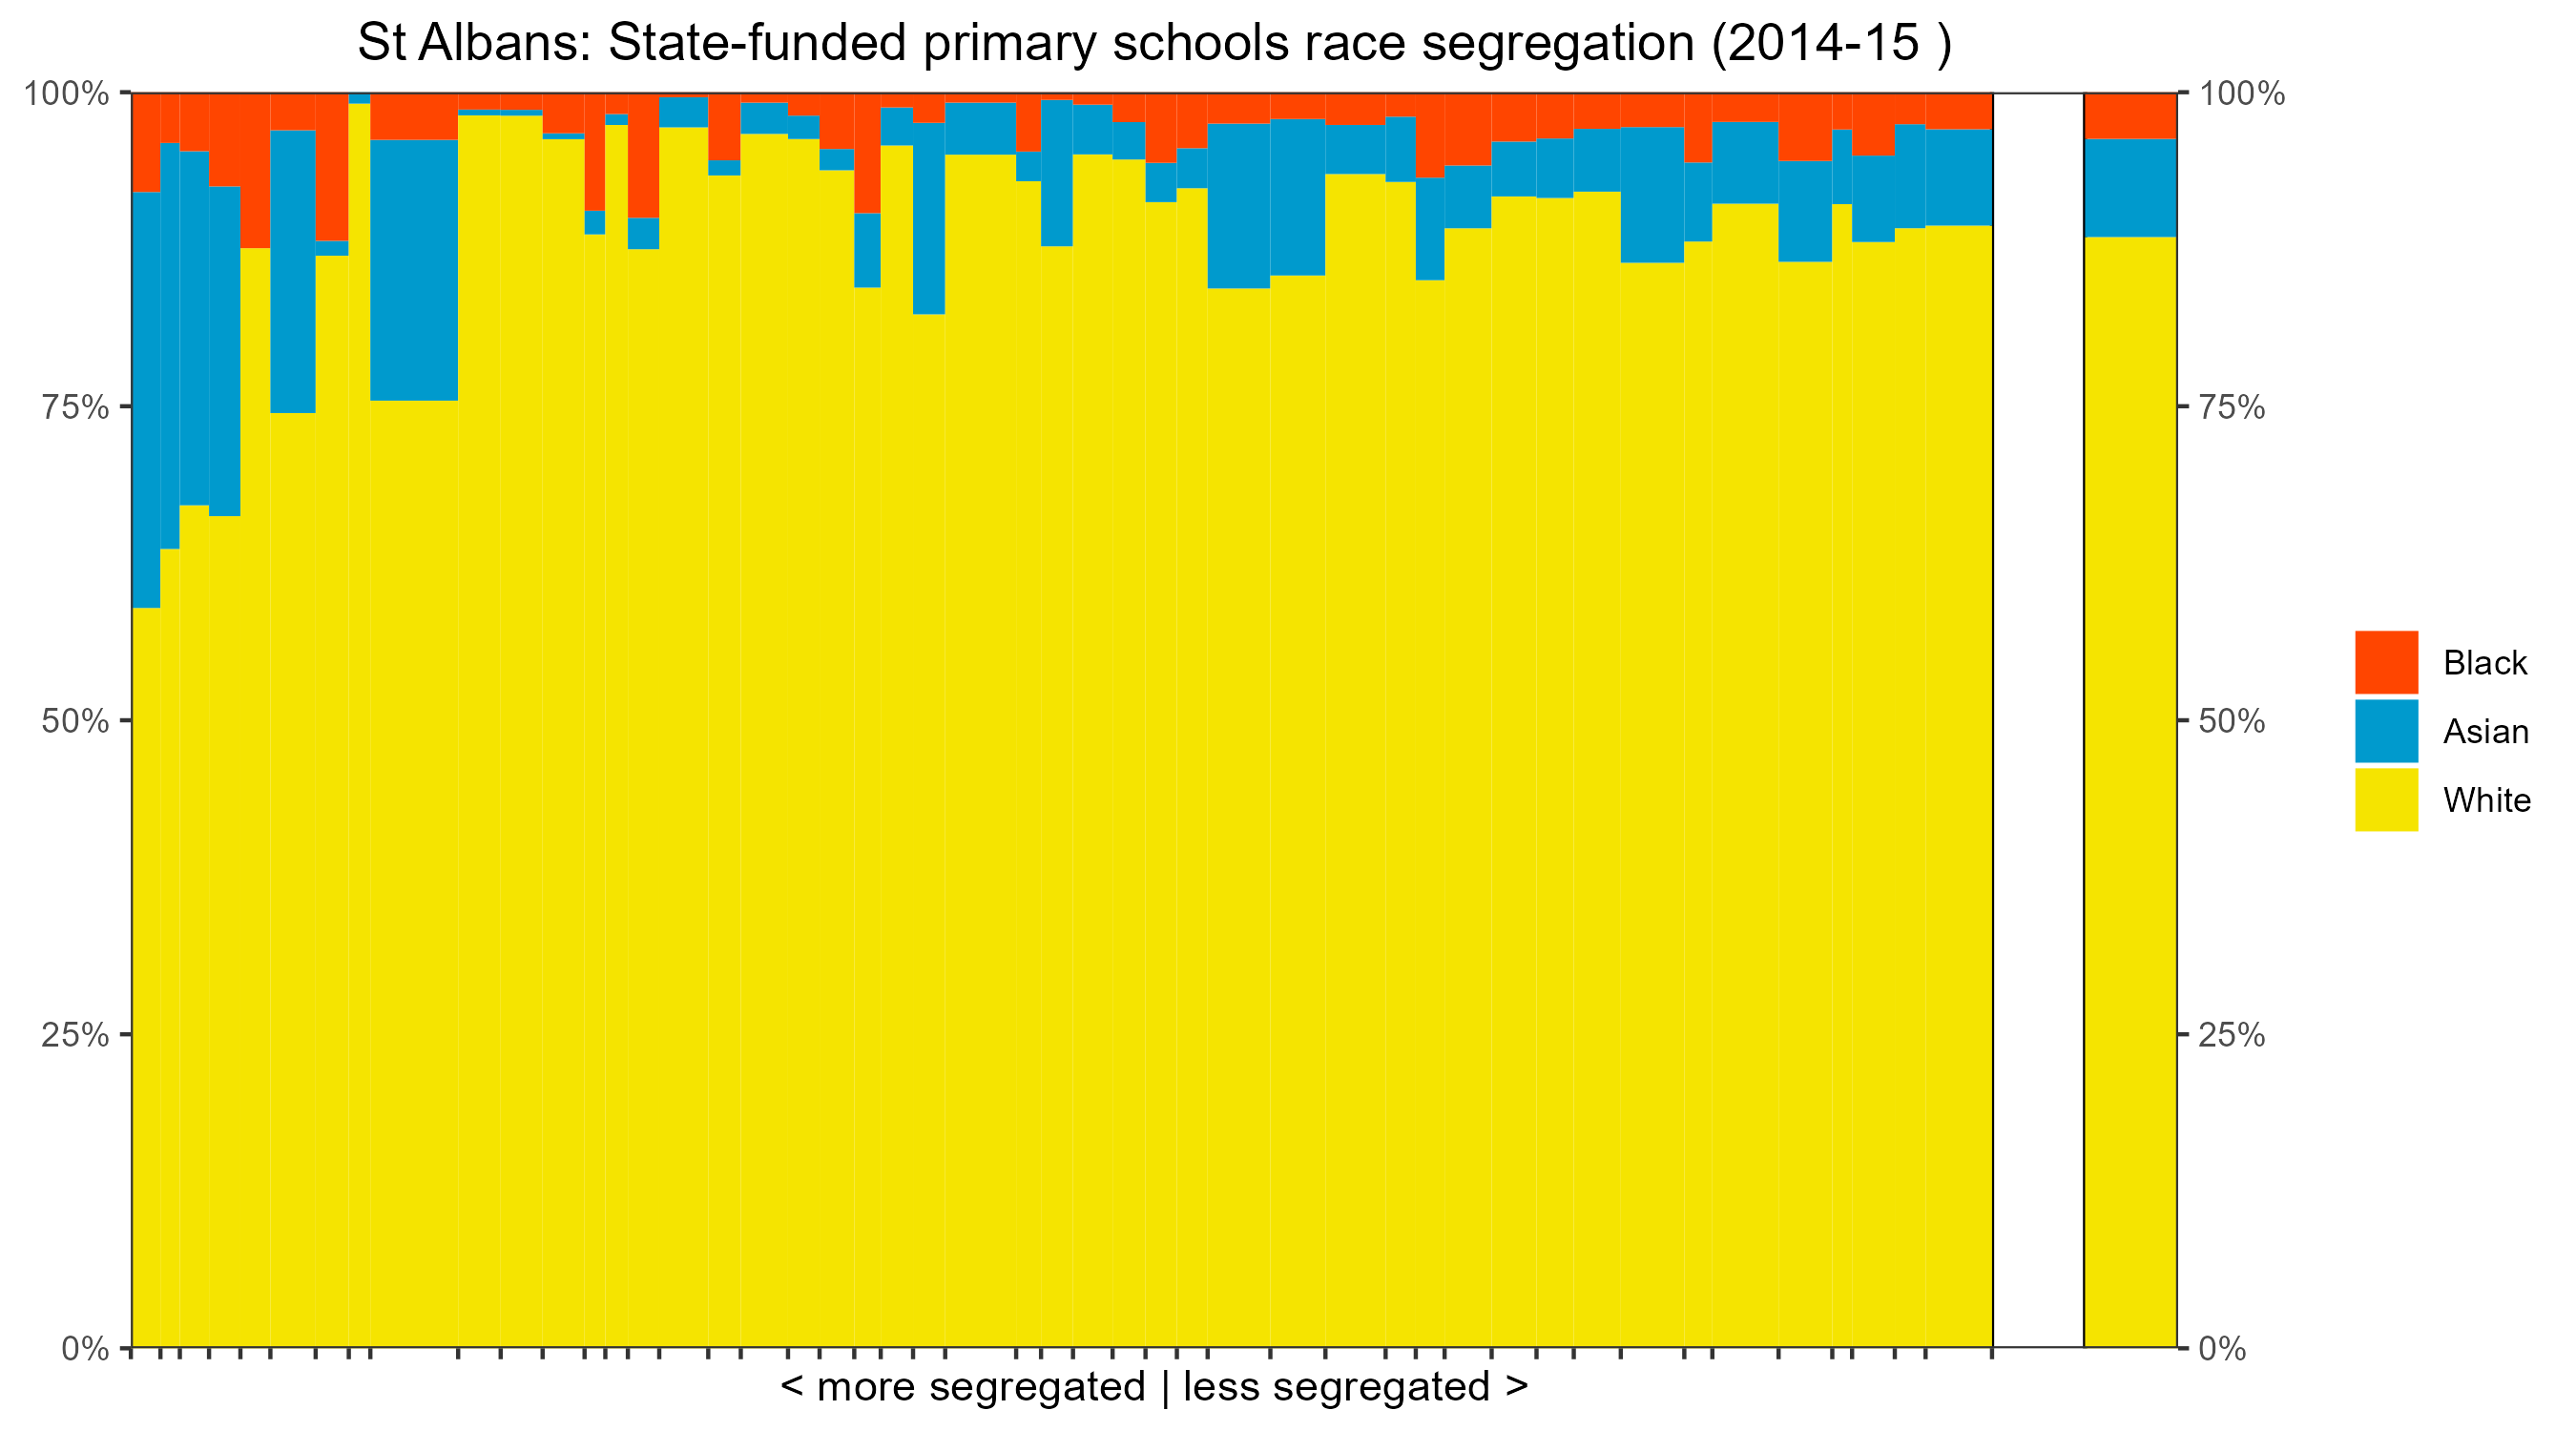 St Albans: State-funded primary schools race segregation (2014-15 )
100%
75%
50%
25%
0%
100%
75%
50%
25%
0%
Black
Asian
White
< more segregated | less segregated >